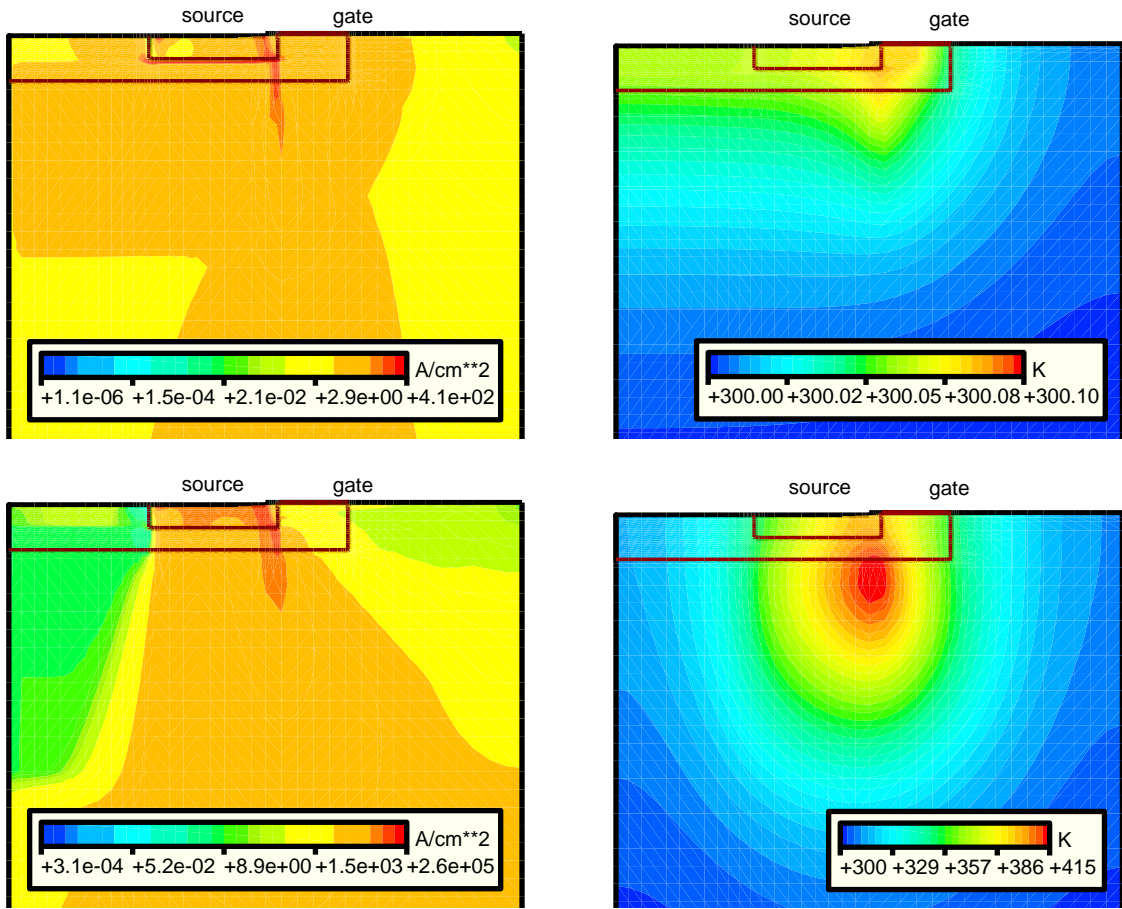 source gate
A/cm**2
+1.1e-06 +1.5e-04 +2.1e-02 +2.9e+00 +4.1e+02
source gate
K
+300.00 +300.02 +300.05 +300.08 +300.10
source gate
A/cm**2
+3.1e-04 +5.2e-02 +8.9e+00 +1.5e+03 +2.6e+05
source gate
K
+300 +329 +357 +386 +415